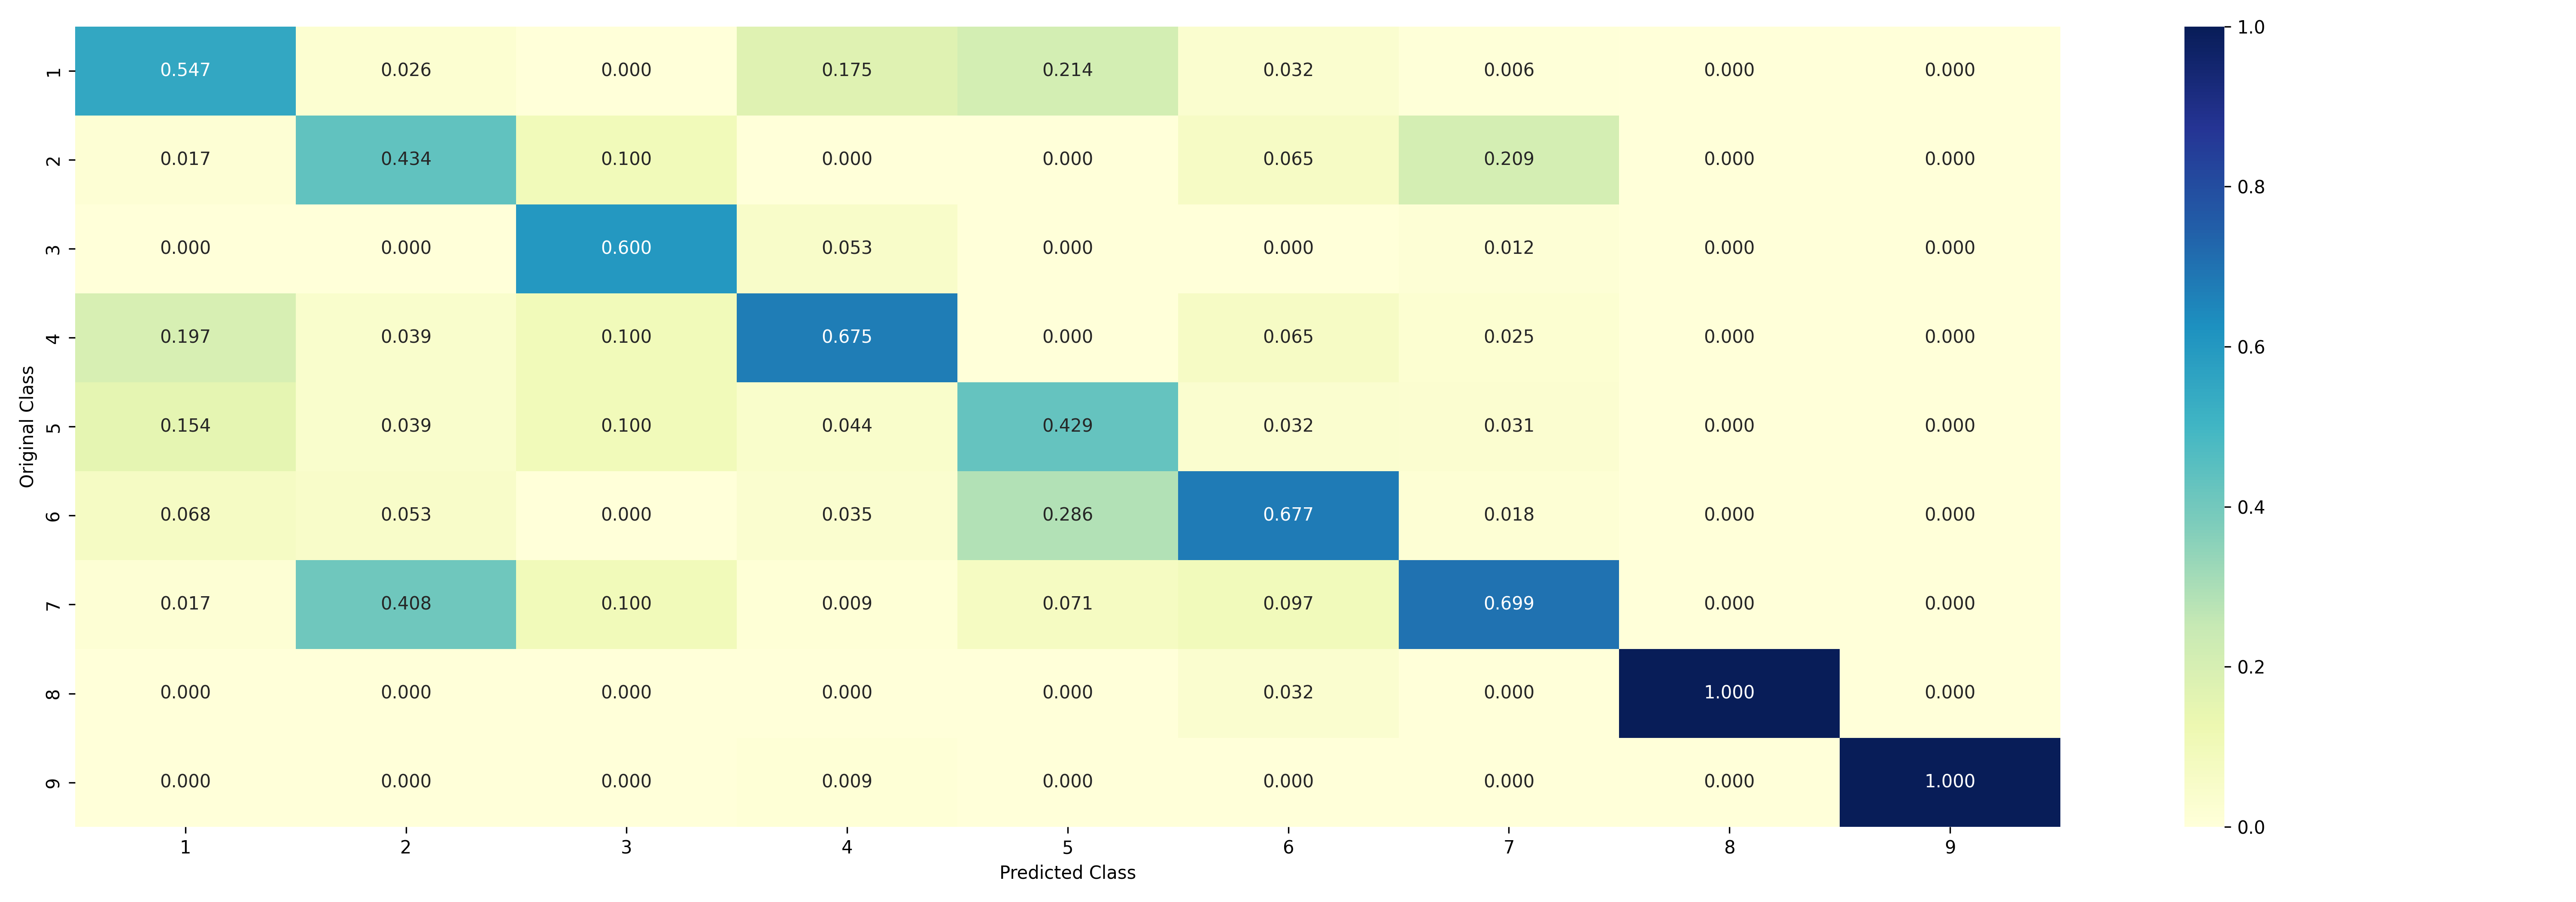 1.0
1 0.547 0.026 0.000 0.175 0.214 0.032 0.006 0.000 0.000
2 0.017 0.434 0.100 0.000 0.000 0.065 0.209 0.000 0.000
0.8
3 0.000 0.000 0.600 0.053 0.000 0.000 0.012 0.000 0.000
4 0.197 0.039 0.100 0.675 0.000 0.065 0.025 0.000 0.000
0.6
Original Class
5 0.154 0.039 0.100 0.044 0.429 0.032 0.031 0.000 0.000
0.4
6 0.068 0.053 0.000 0.035 0.286 0.677 0.018 0.000 0.000
7 0.017 0.408 0.100 0.009 0.071 0.097 0.699 0.000 0.000
0.2
8 0.000 0.000 0.000 0.000 0.000 0.032 0.000 1.000 0.000
9 0.000 0.000 0.000 0.009 0.000 0.000 0.000 0.000 1.000
0.0
1 2 3 4 5 6 7 8 9
Predicted Class